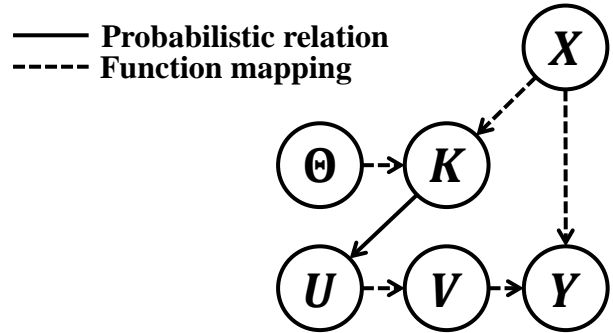 Probabilistic relation
Function mapping
X
Θ K
U V Y